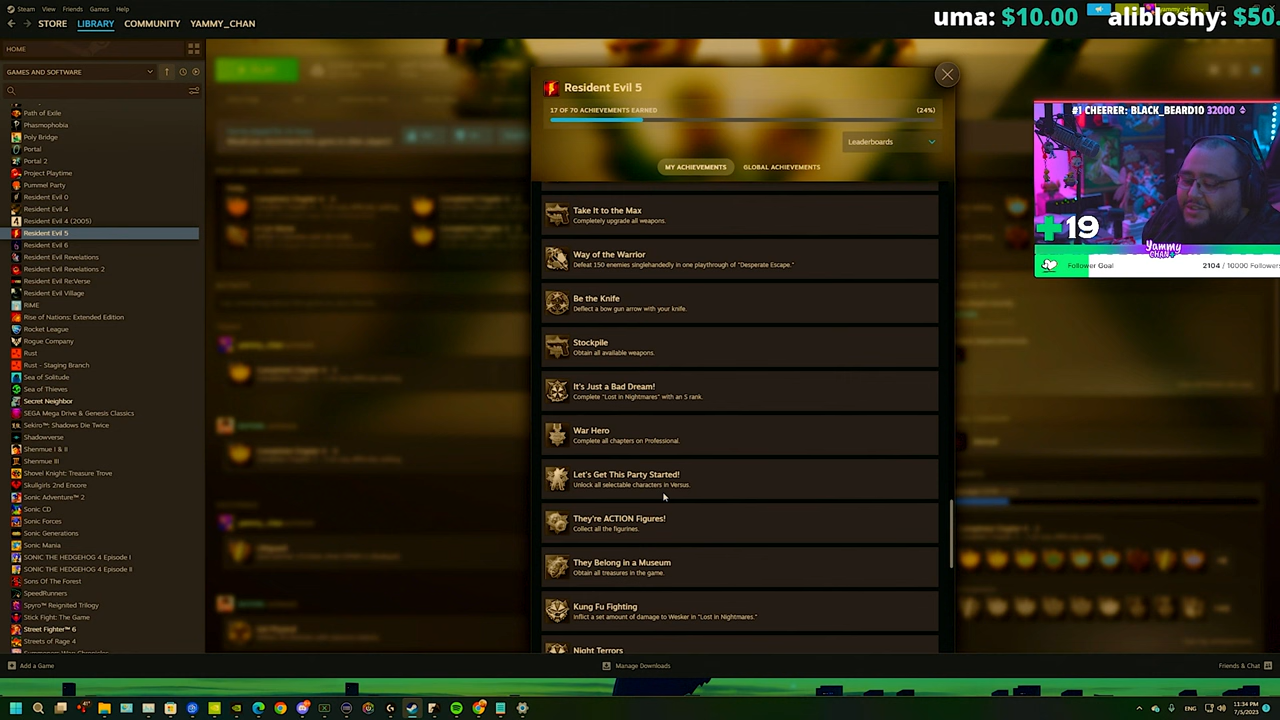 Steam View Friends Games Help
STORE LIBRARY COMMUNITY YAMMY_CHAN
uma: $10.00 alibloshy: $50.
HOME
GAMES AND SOFTWARE
Path of Exile
Phasmophobia
Poly Bridge
Portal
Portal 2
Project Playtime
Pummel Party
Resident Evil 0
Resident Evil 4
Resident Evil 4 (2005)
Resident Evil 5
Resident Evil 6
Resident Evil Revelations
Resident Evil Revelations 2
Resident Evil Re:Verse
Resident Evil Village
RiME
Rise of Nations: Extended Edition
Rocket League
Rogue Company
Rust
Rust - Staging Branch
Sea of Solitude
Sea of Thieves
Secret Neighbor
SEGA Mega Drive & Genesis Classics
Sekiro™: Shadows Die Twice
Shadowverse
Shenmue I & II
Shenmue III
Shovel Knight: Treasure Trove
Skullgirls 2nd Encore
Sonic Adventure™ 2
Sonic CD
Sonic Forces
Sonic Generations
Sonic Mania
SONIC THE HEDGEHOG 4 Episode I
SONIC THE HEDGEHOG 4 Episode II
Sons Of The Forest
SpeedRunners
Spyro™ Reignited Trilogy
Stick Fight: The Game
Street Fighter™ 6
Streets of Rage 4
Add a Game
Resident Evil 5
17 OF 70 ACHIEVEMENTS EARNED (24%)
Leaderboards
MY ACHIEVEMENTS GLOBAL ACHIEVEMENTS
Take It to the Max
Completely upgrade all weapons.
Way of the Warrior
Defeat 150 enemies singlehandedly in one playthrough of "Desperate Escape."
Be the Knife
Deflect a bow gun arrow with your knife.
Stockpile
Obtain all available weapons.
It's Just a Bad Dream!
Complete "Lost in Nightmares" with an S rank.
War Hero
Complete all chapters on Professional.
Let's Get This Party Started!
Unlock all selectable characters in Versus.
They're ACTION Figures!
Collect all the figurines.
They Belong in a Museum
Obtain all treasures in the game.
Kung Fu Fighting
Inflict a set amount of damage to Wesker in "Lost in Nightmares."
Night Terrors
Manage Downloads
Friends & Chat
#1 CHEERER: BLACK_BEARD10 32000
19
Yammy
CHAN
Follower Goal 2104 / 10000 Followers
ENG
11:34 PM
7/5/2023